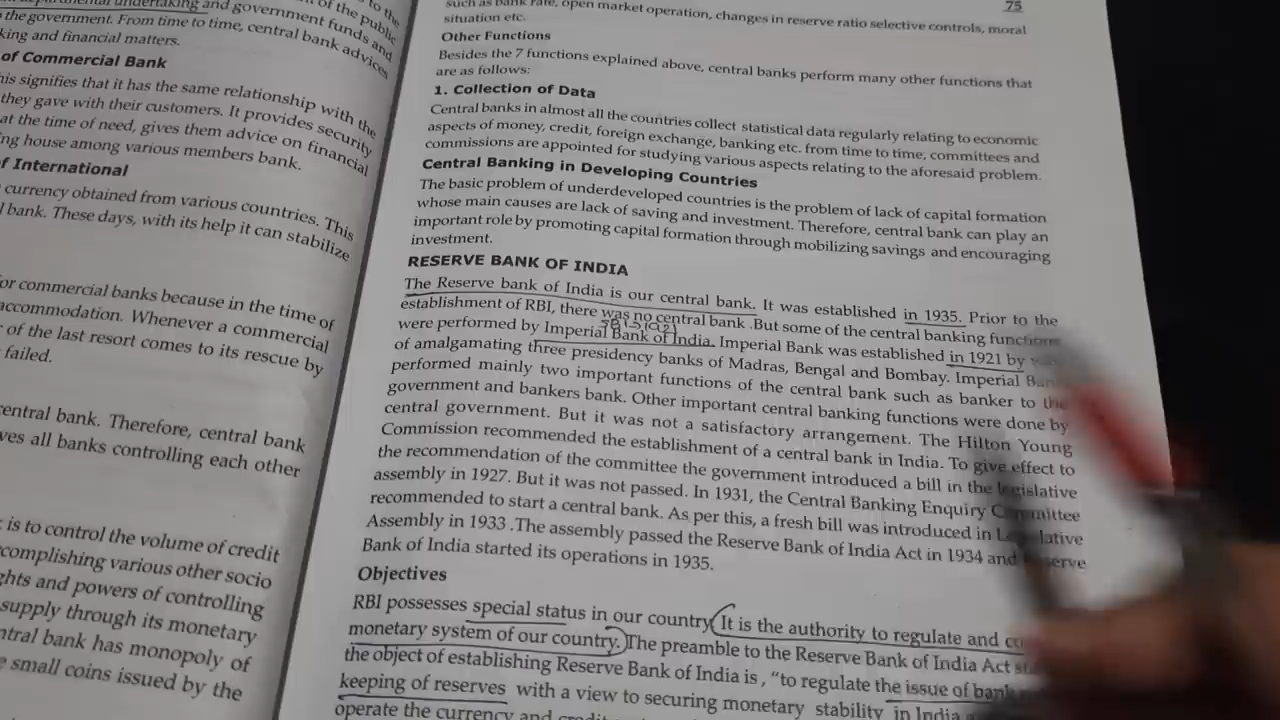 to the
departmental undertaking and government funds and
of the public
the government. From time to time, central bank advices
king and financial matters.
of Commercial Bank
his signifies that it has the same relationship with the
they gave with their customers. It provides security
at the time of need, gives them advice on financial
ing house among various members bank.
of International
currency obtained from various countries. This
l bank. These days, with its help it can stabilize
or commercial banks because in the time of
accommodation. Whenever a commercial
of the last resort comes to its rescue by
failed.
central bank. Therefore, central bank
ves all banks controlling each other
is to control the volume of credit
ccomplishing various other socio
ghts and powers of controlling
supply through its monetary
ntral bank has monopoly of
e small coins issued by the
75
such as bank rate, open market operation, changes in reserve ratio selective controls, moral
situation etc.
Other Functions
Besides the 7 functions explained above, central banks perform many other functions that
are as follows:
1. Collection of Data
Central banks in almost all the countries collect statistical data regularly relating to economic
aspects of money, credit, foreign exchange, banking etc. from time to time, committees and
commissions are appointed for studying various aspects relating to the aforesaid problem.
Central Banking in Developing Countries
The basic problem of underdeveloped countries is the problem of lack of capital formation
whose main causes are lack of saving and investment. Therefore, central bank can play an
important role by promoting capital formation through mobilizing savings and encouraging
investment.
RESERVE BANK OF INDIA
The Reserve bank of India is our central bank. It was established in 1935. Prior to the
establishment of RBI, there was no central bank .But some of the central banking functions
were performed by Imperial Bank of India. Imperial Bank was established in 1921 by
of amalgamating three presidency banks of Madras, Bengal and Bombay. Imperial Bank
performed mainly two important functions of the central bank such as banker to the
government and bankers bank. Other important central banking functions were done by
central government. But it was not a satisfactory arrangement. The Hilton Young
Commission recommended the establishment of a central bank in India. To give effect to
the recommendation of the committee the government introduced a bill in the legislative
assembly in 1927. But it was not passed. In 1931, the Central Banking Enquiry Committee
recommended to start a central bank. As per this, a fresh bill was introduced in Legislative
Assembly in 1933 .The assembly passed the Reserve Bank of India Act in 1934 and Reserve
Bank of India started its operations in 1935.
Objectives
RBI possesses special status in our country. It is the authority to regulate and
monetary system of our country. The preamble to the Reserve Bank of India Act
the object of establishing Reserve Bank of India is , "to regulate the issue of bank
keeping of reserves with a view to securing monetary stability in India
operate the currency and credit